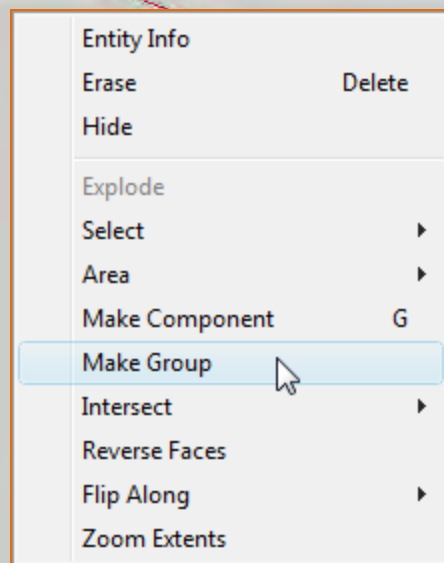 Entity Info
Erase Delete
Hide
Explode
Select
Area
Make Component G
Make Group
Intersect
Reverse Faces
Flip Along
Zoom Extents